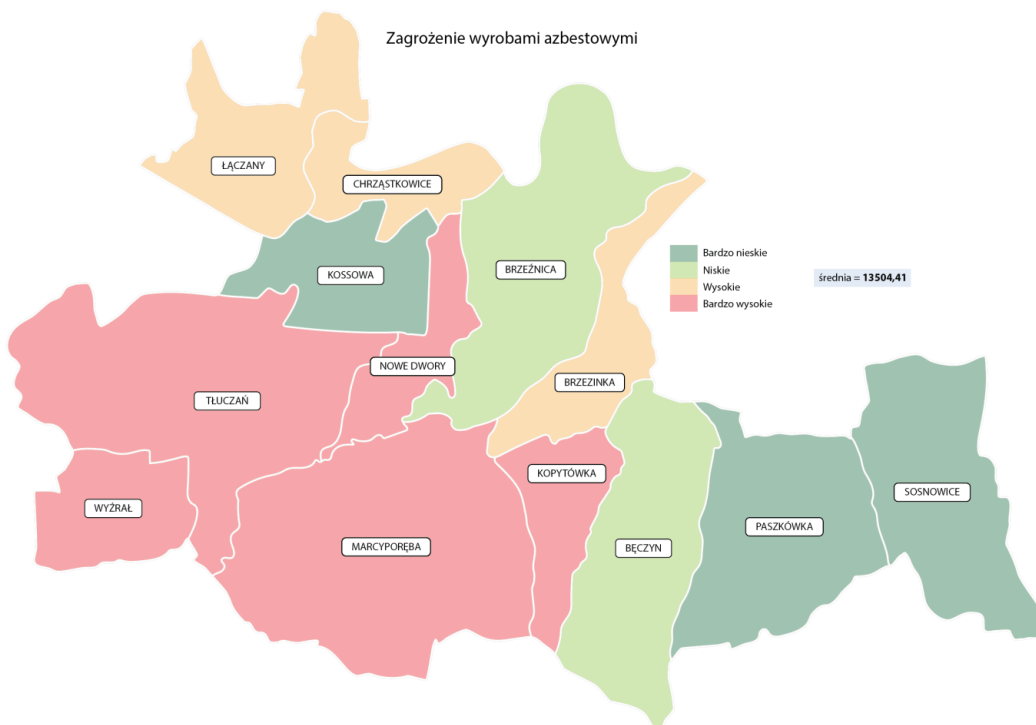 Zagrożenie wyrobami azbestowymi
ŁĄCZANY
CHRZĄSTKOWICE
KOSSOWA
BRZEŹNICA
Bardzo nieskie
Niskie
Wysokie
Bardzo wysokie
średnia = 13504,41
NOWE DWORY
BRZEZINKA
TŁUCZAŃ
KOPYTÓWKA
SOSNOWICE
WYŹRAŁ
PASZKÓWKA
MARCYPORĘBA
BĘCZYN